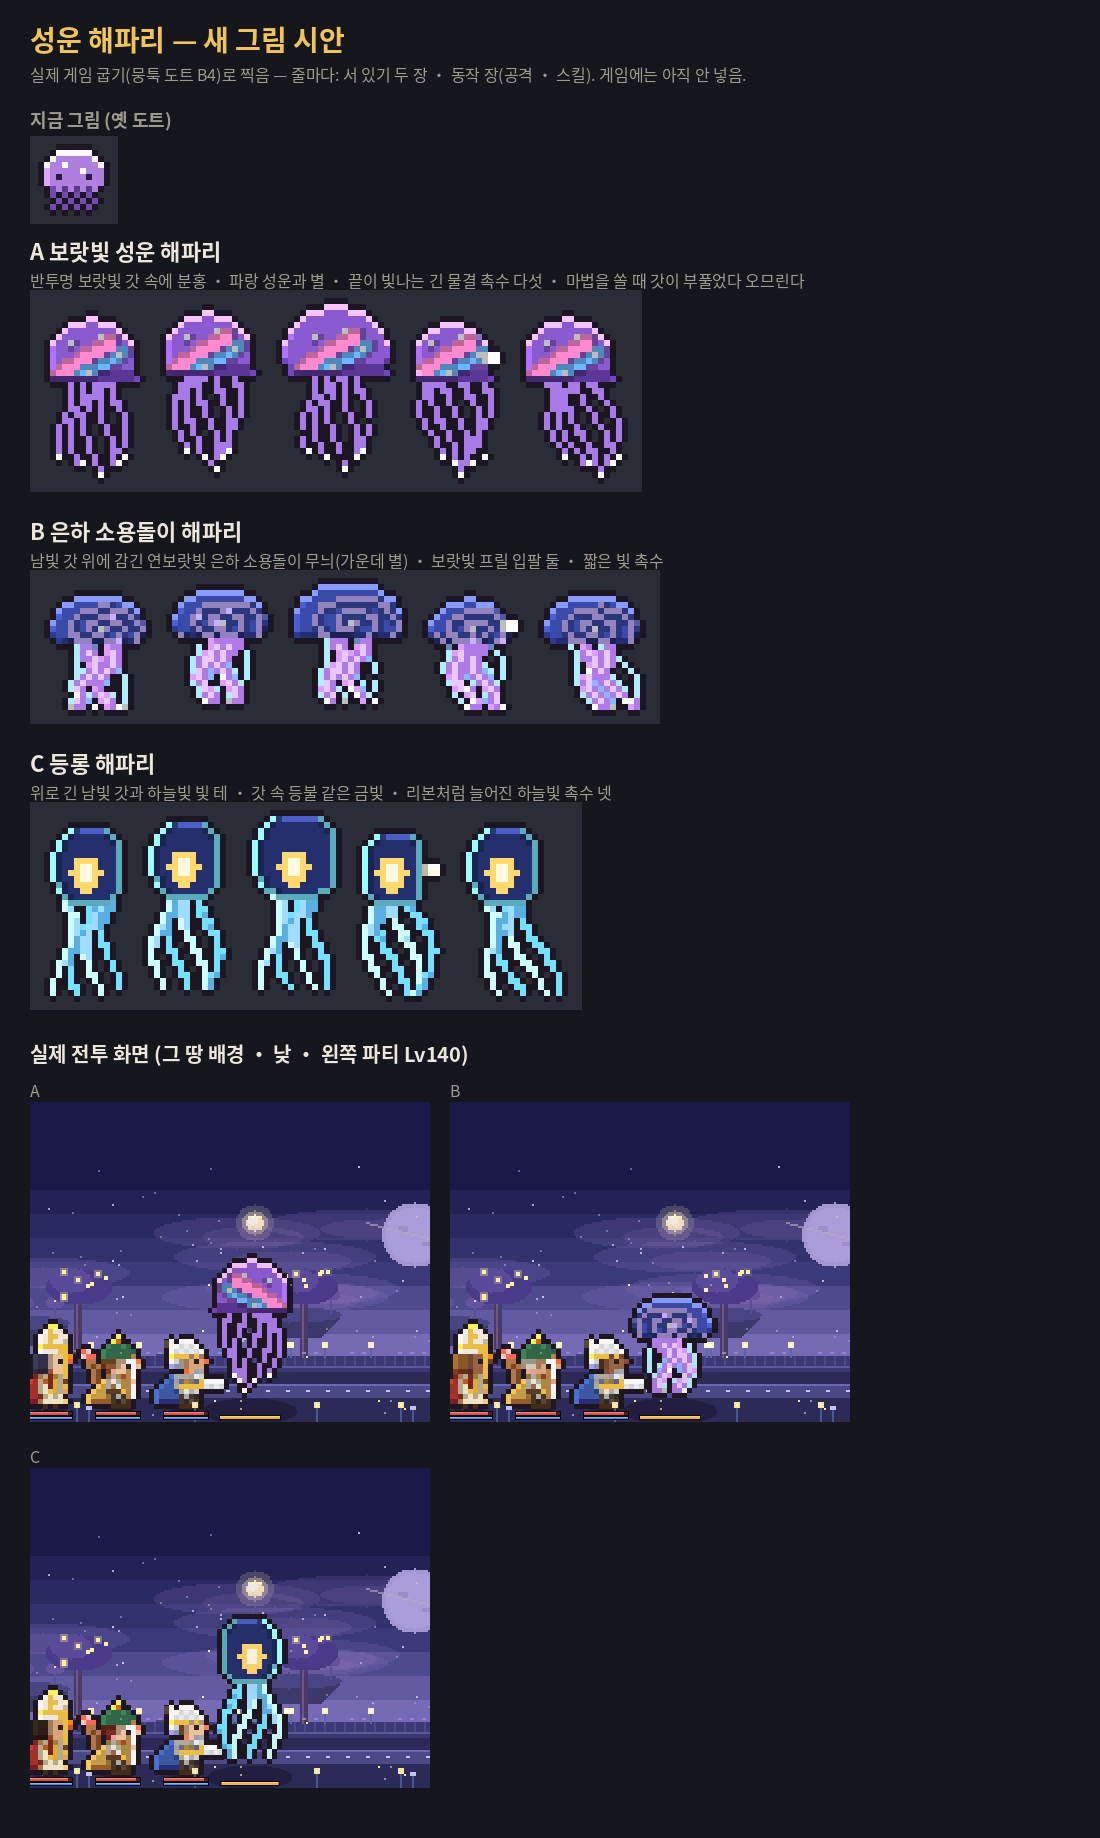 성운 해파리 — 새 그림 시안
실제 게임 굽기(뭉툭 도트 B4)로 찍음 — 줄마다: 서 있기 두 장 · 동작 장(공격 · 스킬). 게임에는 아직 안 넣음.
지금 그림 (옛 도트)
A 보랏빛 성운 해파리
반투명 보랏빛 갓 속에 분홍 · 파랑 성운과 별 · 끝이 빛나는 긴 물결 촉수 다섯 · 마법을 쓸 때 갓이 부풀었다 오므린다
B 은하 소용돌이 해파리
남빛 갓 위에 감긴 연보랏빛 은하 소용돌이 무늬(가운데 별) · 보랏빛 프릴 입팔 둘 · 짧은 빛 촉수
C 등롱 해파리
위로 긴 남빛 갓과 하늘빛 빛 테 · 갓 속 등불 같은 금빛 · 리본처럼 늘어진 하늘빛 촉수 넷
실제 전투 화면 (그 땅 배경 · 낮 · 왼쪽 파티 Lv140)
A
B
C